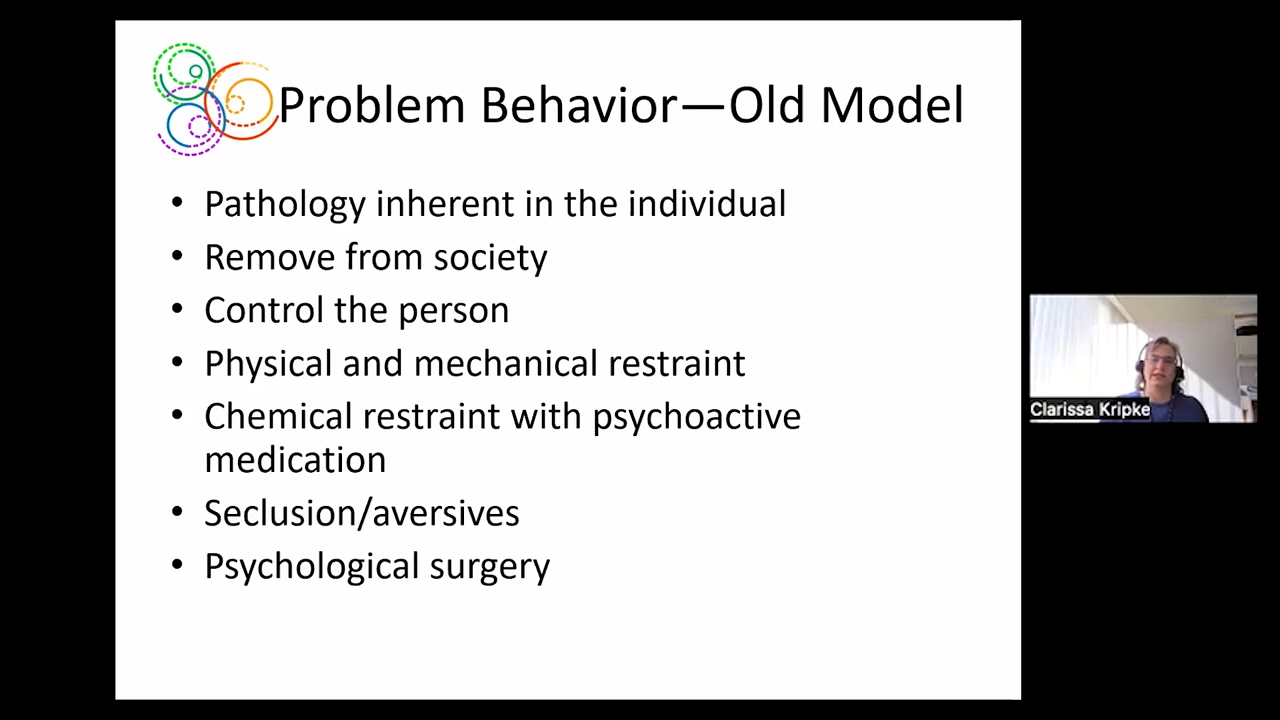 Problem Behavior—Old Model
• Pathology inherent in the individual
• Remove from society
• Control the person
• Physical and mechanical restraint
• Chemical restraint with psychoactive
medication
• Seclusion/aversives
• Psychological surgery
Clarissa Kripke